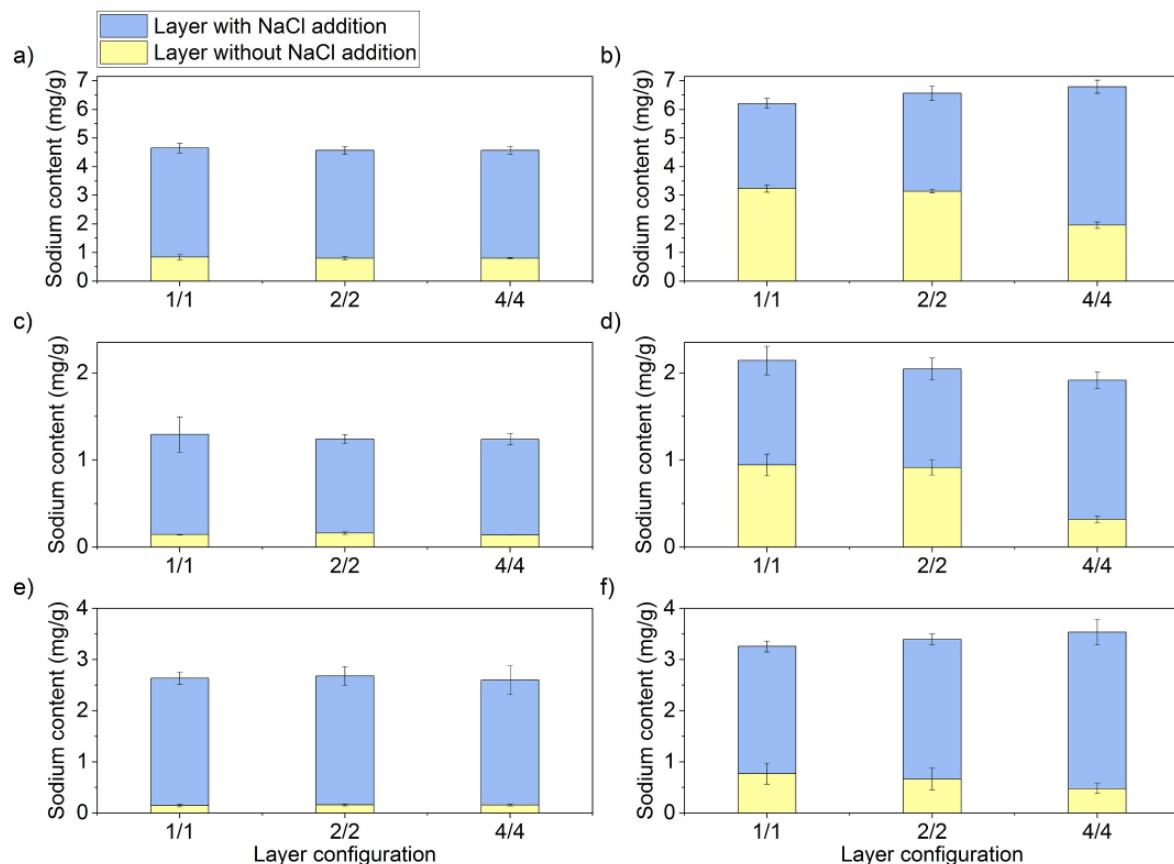 Layer with NaCl addition
Layer without NaCl addition
a)
Sodium content (mg/g)
7
6
5
4
3
2
1
0
1/1 2/2 4/4
b)
Sodium content (mg/g)
7
6
5
4
3
2
1
0
1/1 2/2 4/4
c)
Sodium content (mg/g)
2
1
0
1/1 2/2 4/4
d)
Sodium content (mg/g)
2
1
0
1/1 2/2 4/4
e)
Sodium content (mg/g)
4
3
2
1
0
1/1 2/2 4/4
Layer configuration
f)
Sodium content (mg/g)
4
3
2
1
0
1/1 2/2 4/4
Layer configuration